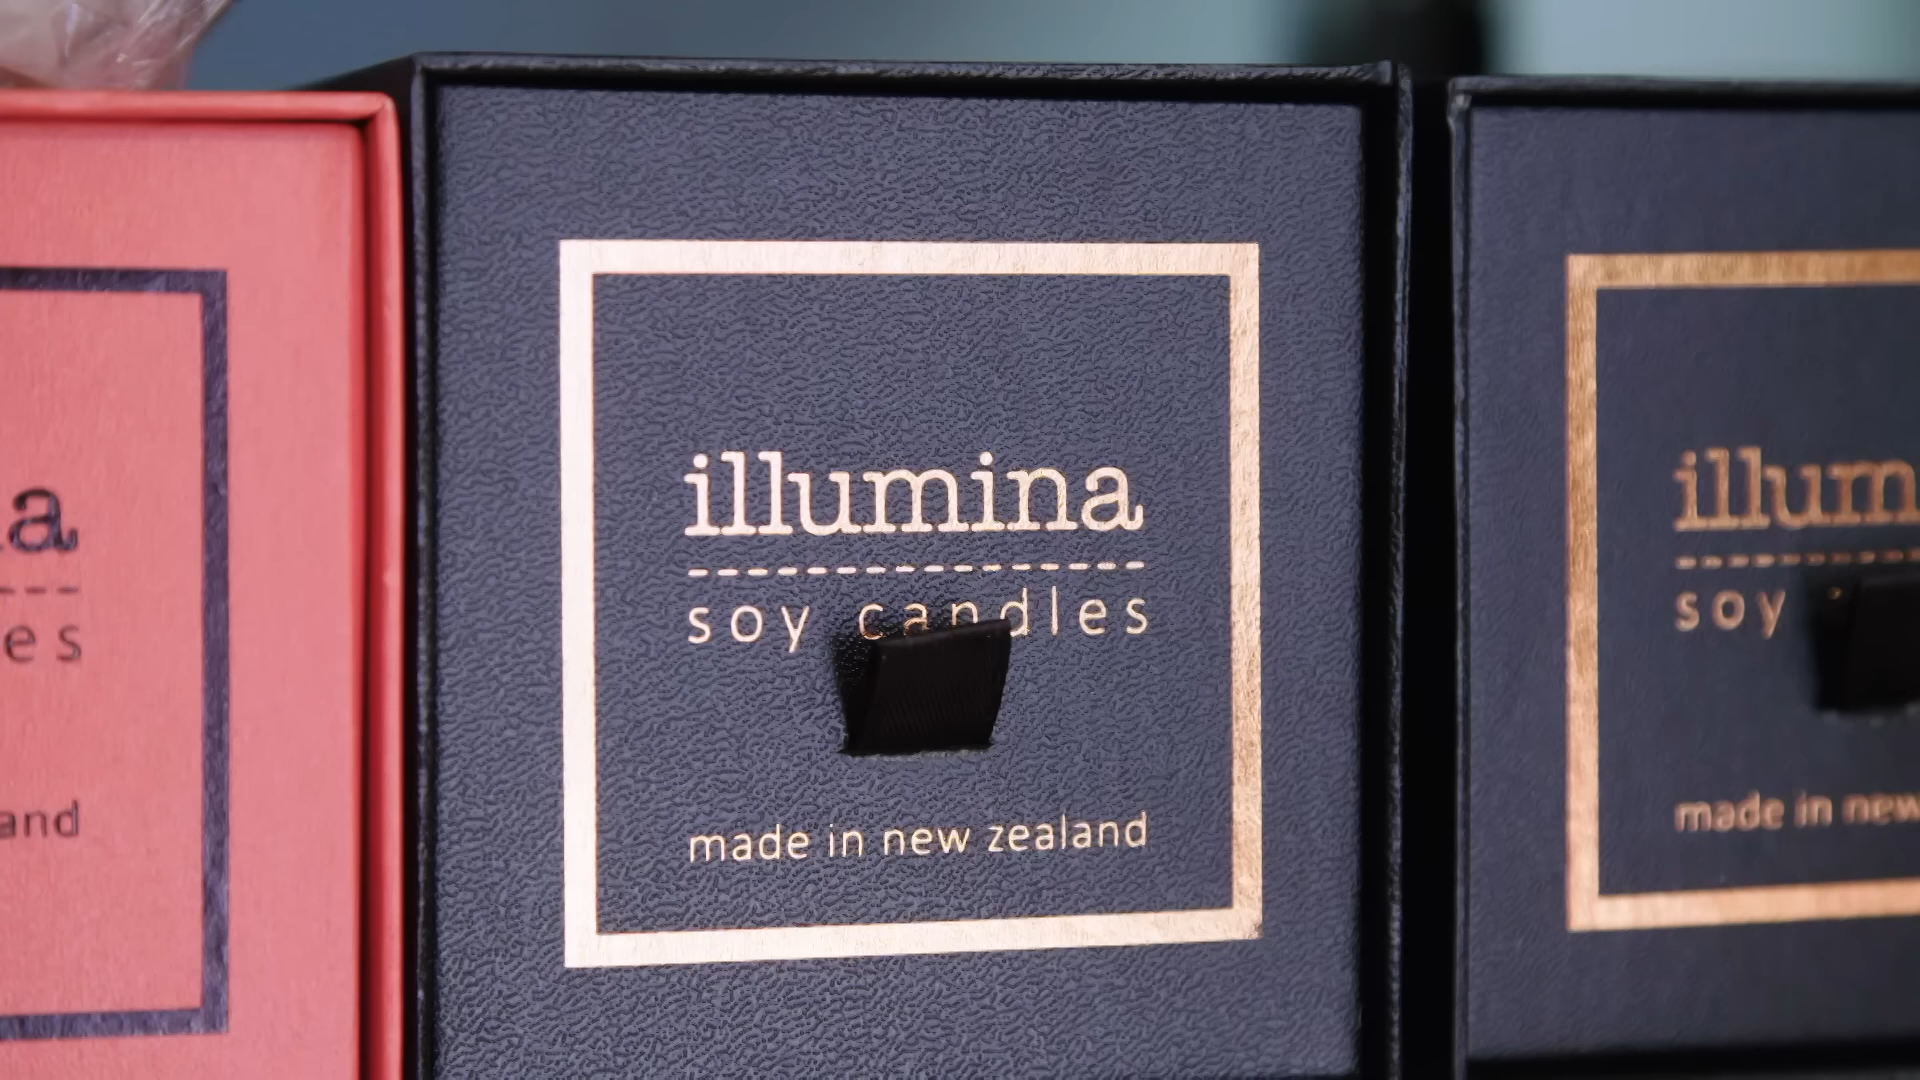 a
es
and
illumina
soy candles
made in new zealand
illum
soy
made in new